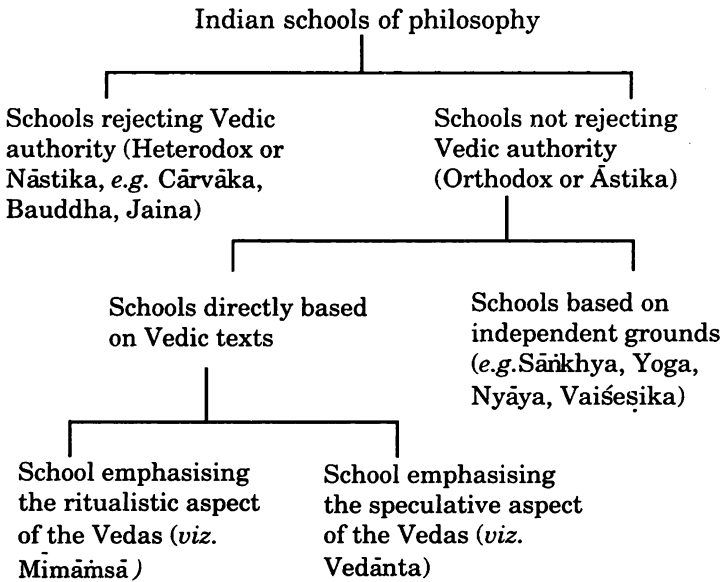 Indian schools of philosophy
Schools rejecting Vedic
authority (Heterodox or
Nāstika, e.g. Cārvāka,
Bauddha, Jaina)
Schools not rejecting
Vedic authority
(Orthodox or Āstika)
Schools directly based
on Vedic texts
Schools based on
independent grounds
(e.g.Sāṅkhya, Yoga,
Nyāya, Vaiśeṣika)
School emphasising
the ritualistic aspect
of the Vedas (viz.
Mīmāṁsā)
School emphasising
the speculative aspect
of the Vedas (viz.
Vedānta)